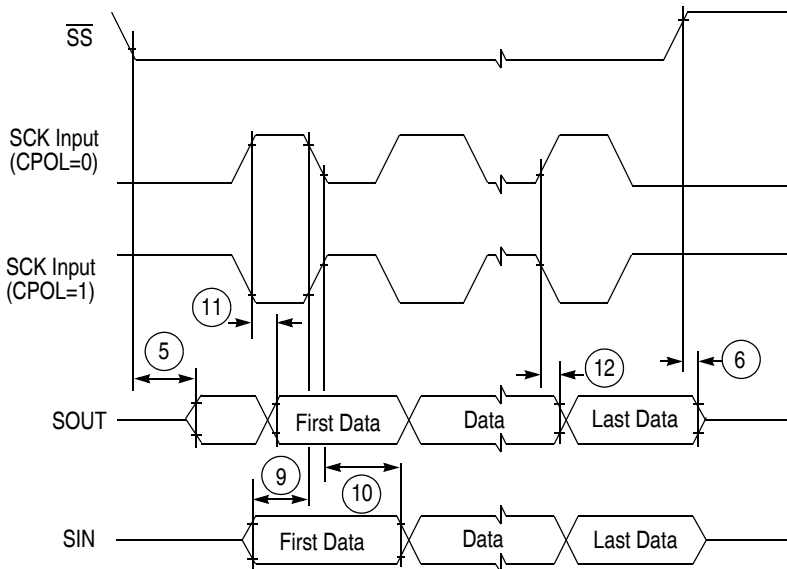 S̅S̅
SCK Input
(CPOL=0)
SCK Input
(CPOL=1)
11
5
12
6
SOUT
First Data
Data
Last Data
9
10
SIN
First Data
Data
Last Data